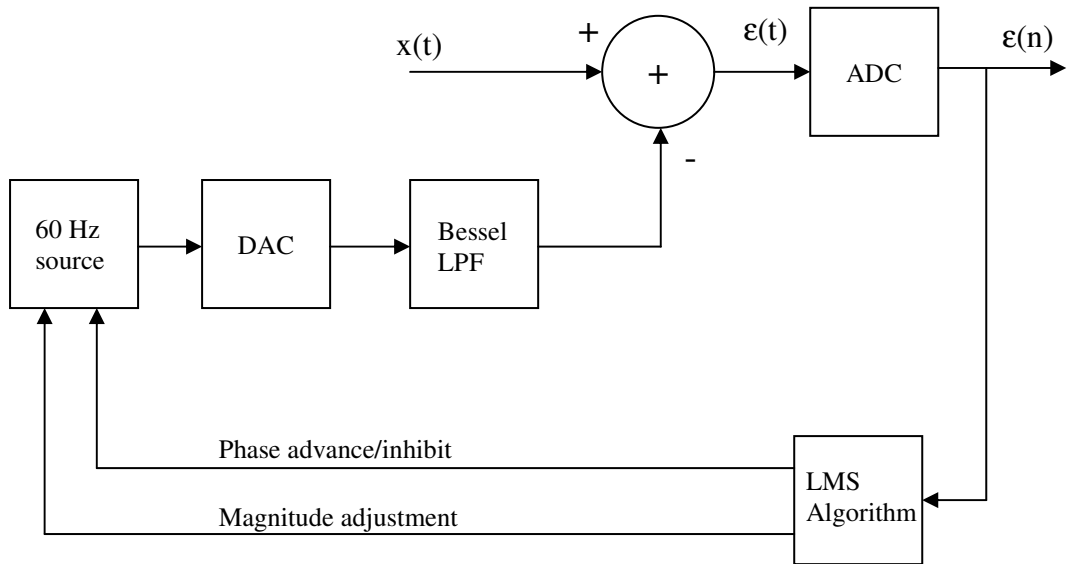 x(t)
+
+
ε(t)
ADC
ε(n)
-
60 Hz
source
DAC
Bessel
LPF
Phase advance/inhibit
Magnitude adjustment
LMS
Algorithm